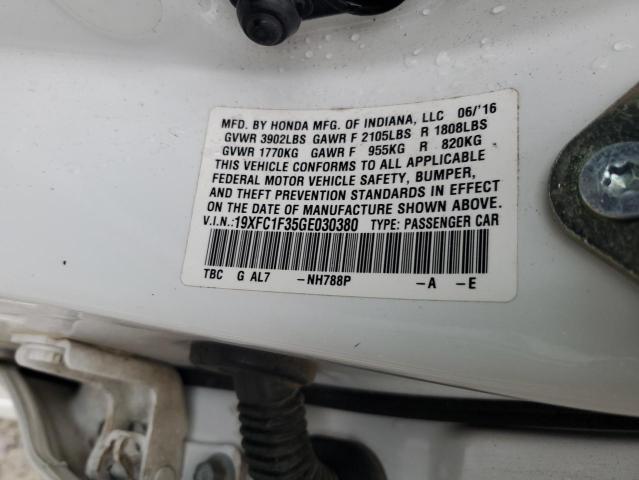 MFD. BY HONDA MFG. OF INDIANA, LLC 06/'16
GVWR 3902LBS GAWR F 2105LBS R 1808LBS
GVWR 1770KG GAWR F 955KG R 820KG
THIS VEHICLE CONFORMS TO ALL APPLICABLE
FEDERAL MOTOR VEHICLE SAFETY, BUMPER,
AND THEFT PREVENTION STANDARDS IN EFFECT
ON THE DATE OF MANUFACTURE SHOWN ABOVE.
V.I.N.:19XFC1F35GE030380 TYPE: PASSENGER CAR
TBC G AL7 –NH788P –A –E